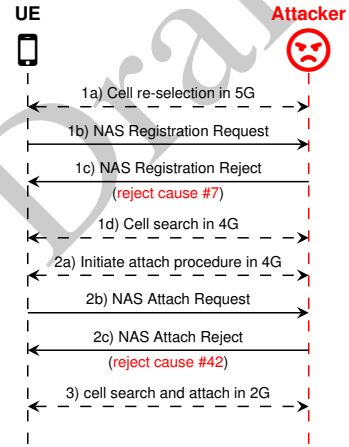 UE
Attacker
1a) Cell re-selection in 5G
1b) NAS Registration Request
1c) NAS Registration Reject
(reject cause #7)
1d) Cell search in 4G
2a) Initiate attach procedure in 4G
2b) NAS Attach Request
2c) NAS Attach Reject
(reject cause #42)
3) cell search and attach in 2G